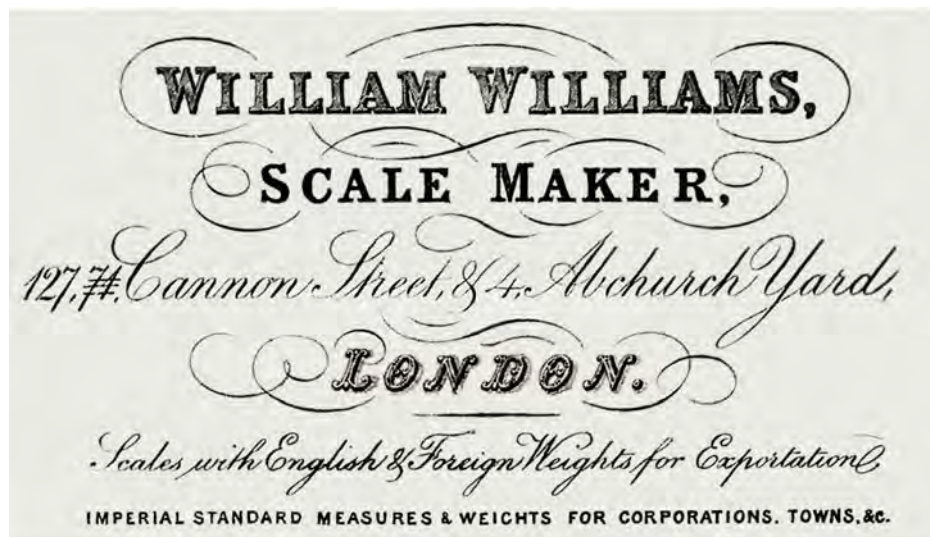 WILLIAM WILLIAMS,
SCALE MAKER,
127, Cannon Street, & 4, Abchurch Yard,
LONDON.
Scales with English & Foreign Weights for Exportation
IMPERIAL STANDARD MEASURES & WEIGHTS FOR CORPORATIONS. TOWNS, &c.